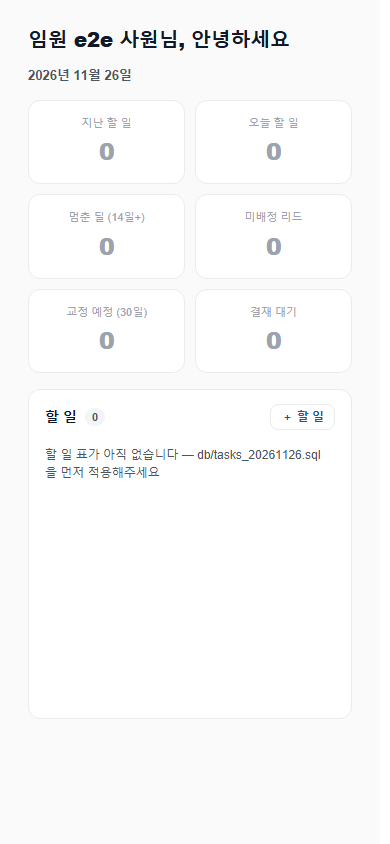 임원 e2e 사원님, 안녕하세요
2026년 11월 26일
지난 할 일
0
오늘 할 일
0
멈춘 딜 (14일+)
0
미배정 리드
0
교정 예정 (30일)
0
결재 대기
0
할 일 0
+ 할 일
할 일 표가 아직 없습니다 — db/tasks_20261126.sql
을 먼저 적용해주세요